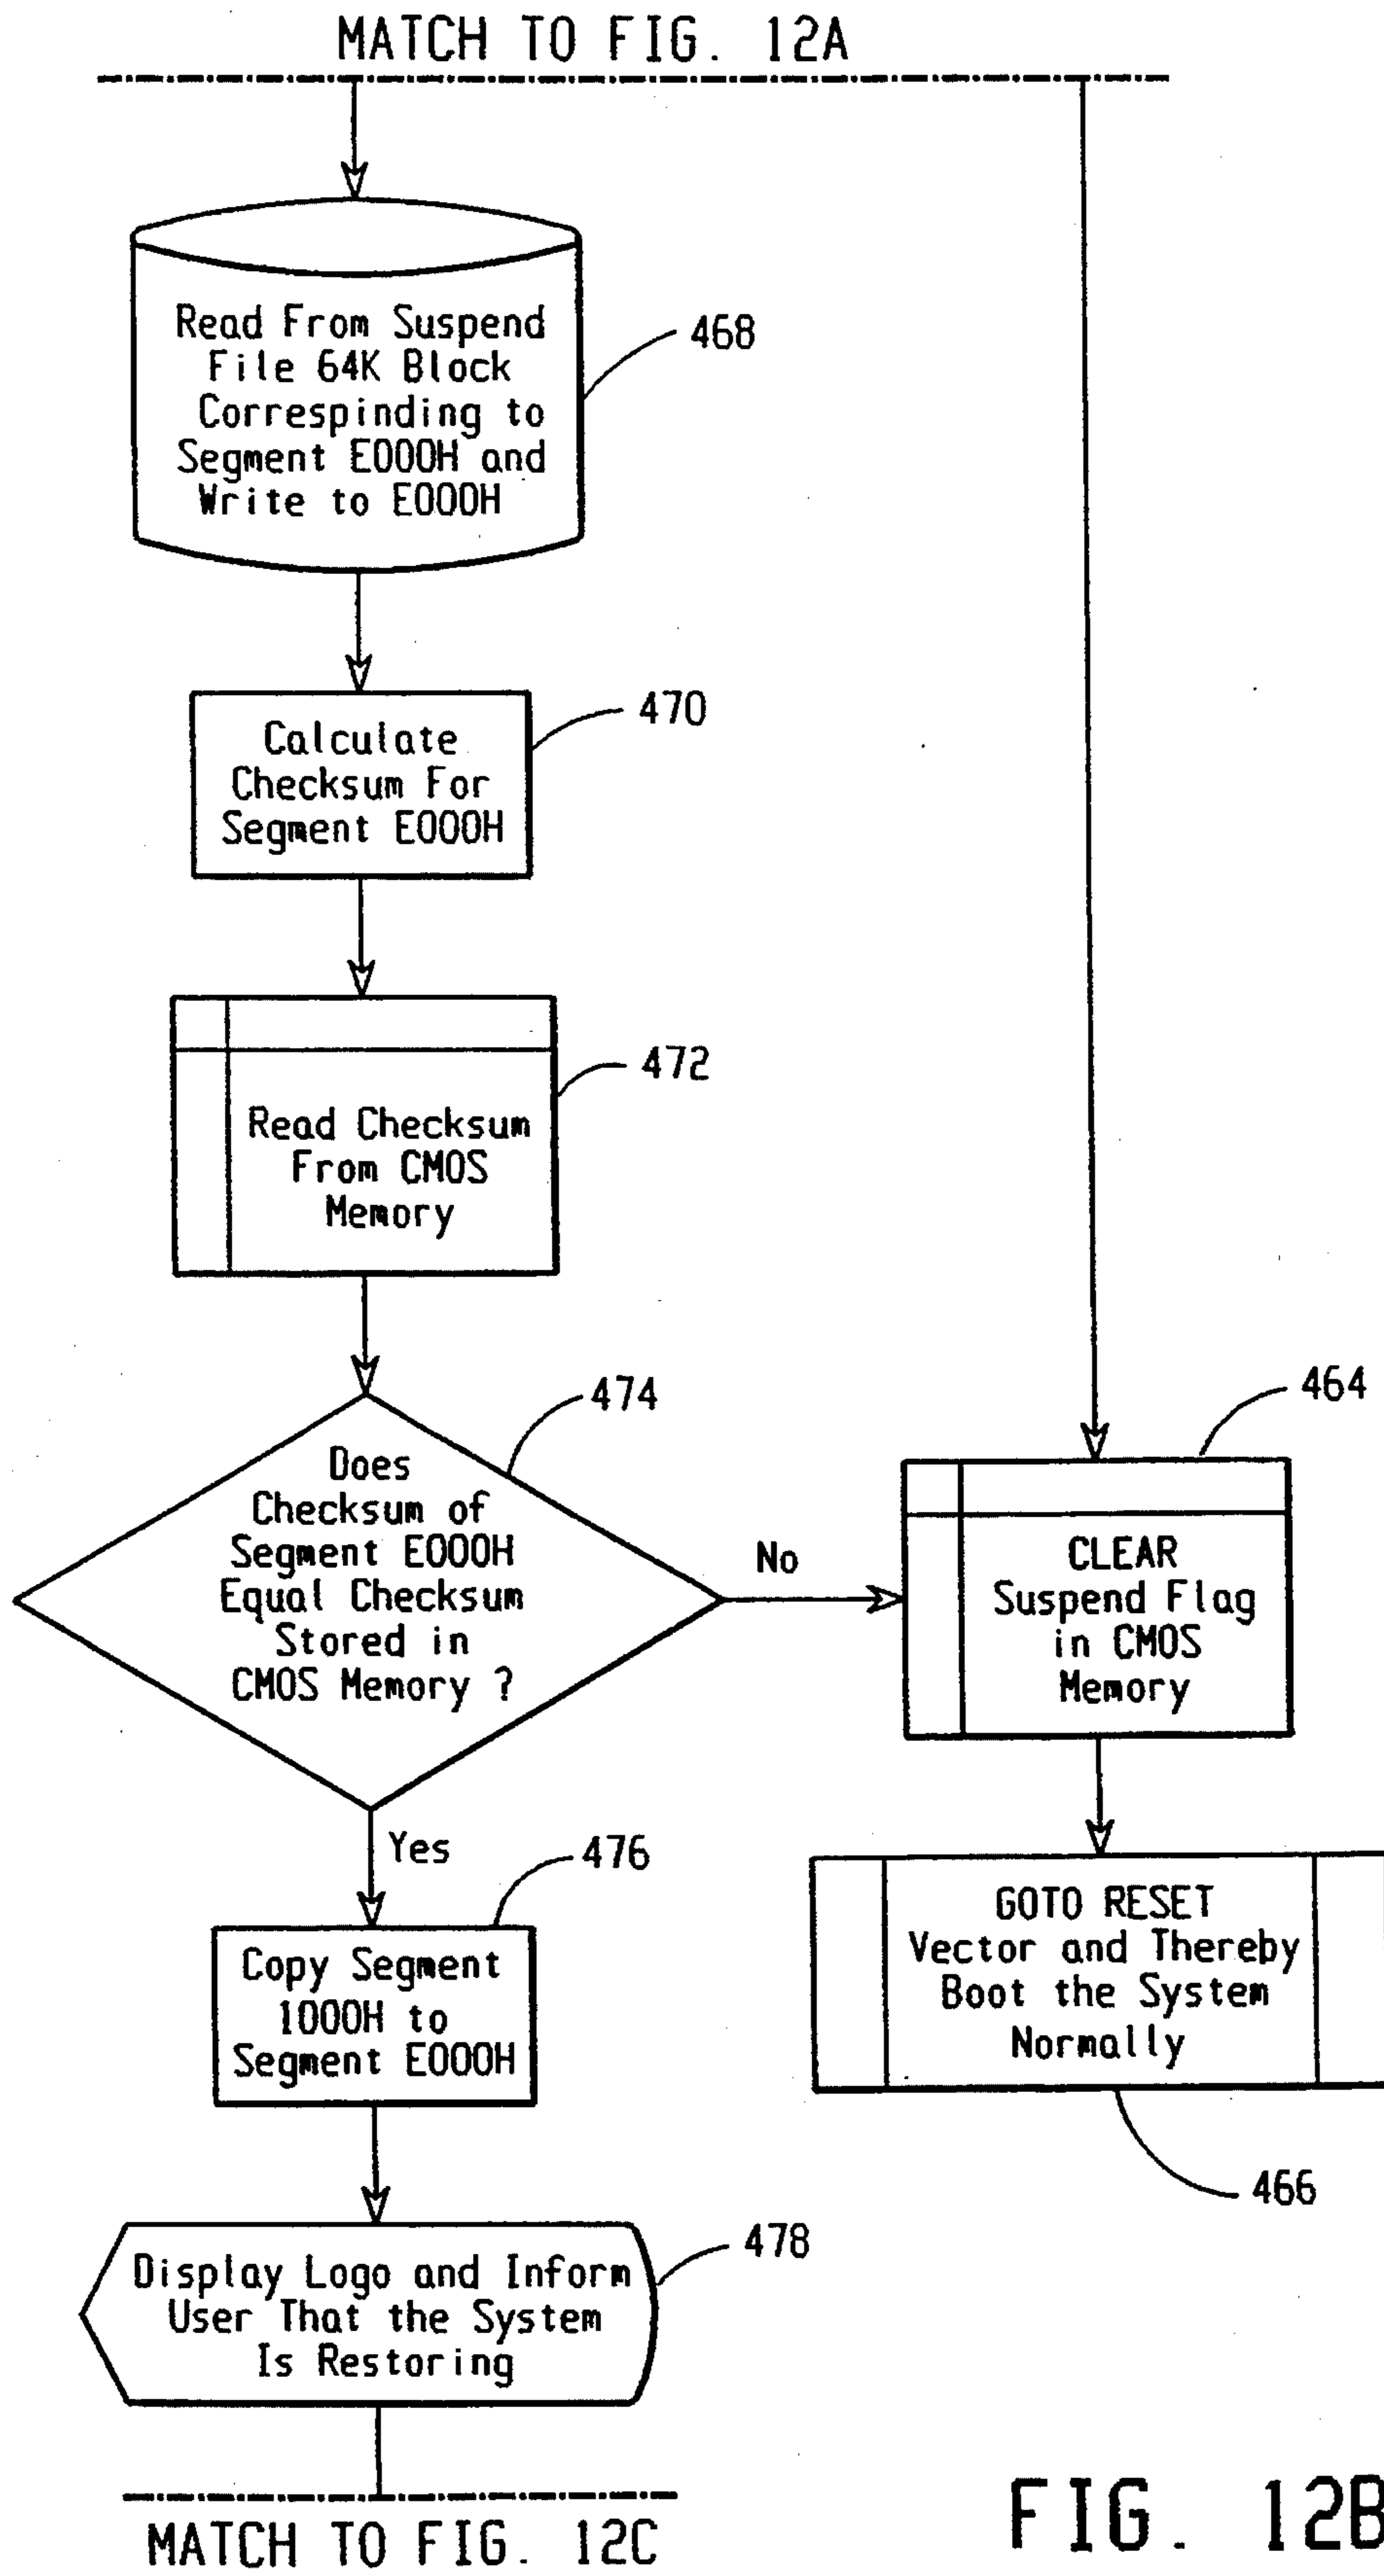 MATCH TO FIG. 12A
Read From Suspend
File 64K Block
Correspinding to
Segment E000H and
Write to E000H
468
Calculate
Checksum For
Segment E000H
470
Read Checksum
From CMOS
Memory
472
Does
Checksum of
Segment E000H
Equal Checksum
Stored in
CMOS Memory ?
474
No
Yes
CLEAR
Suspend Flag
in CMOS
Memory
464
GOTO RESET
Vector and Thereby
Boot the System
Normally
466
Copy Segment
1000H to
Segment E000H
476
Display Logo and Inform
User That the System
Is Restoring
478
MATCH TO FIG. 12C
FIG. 12B